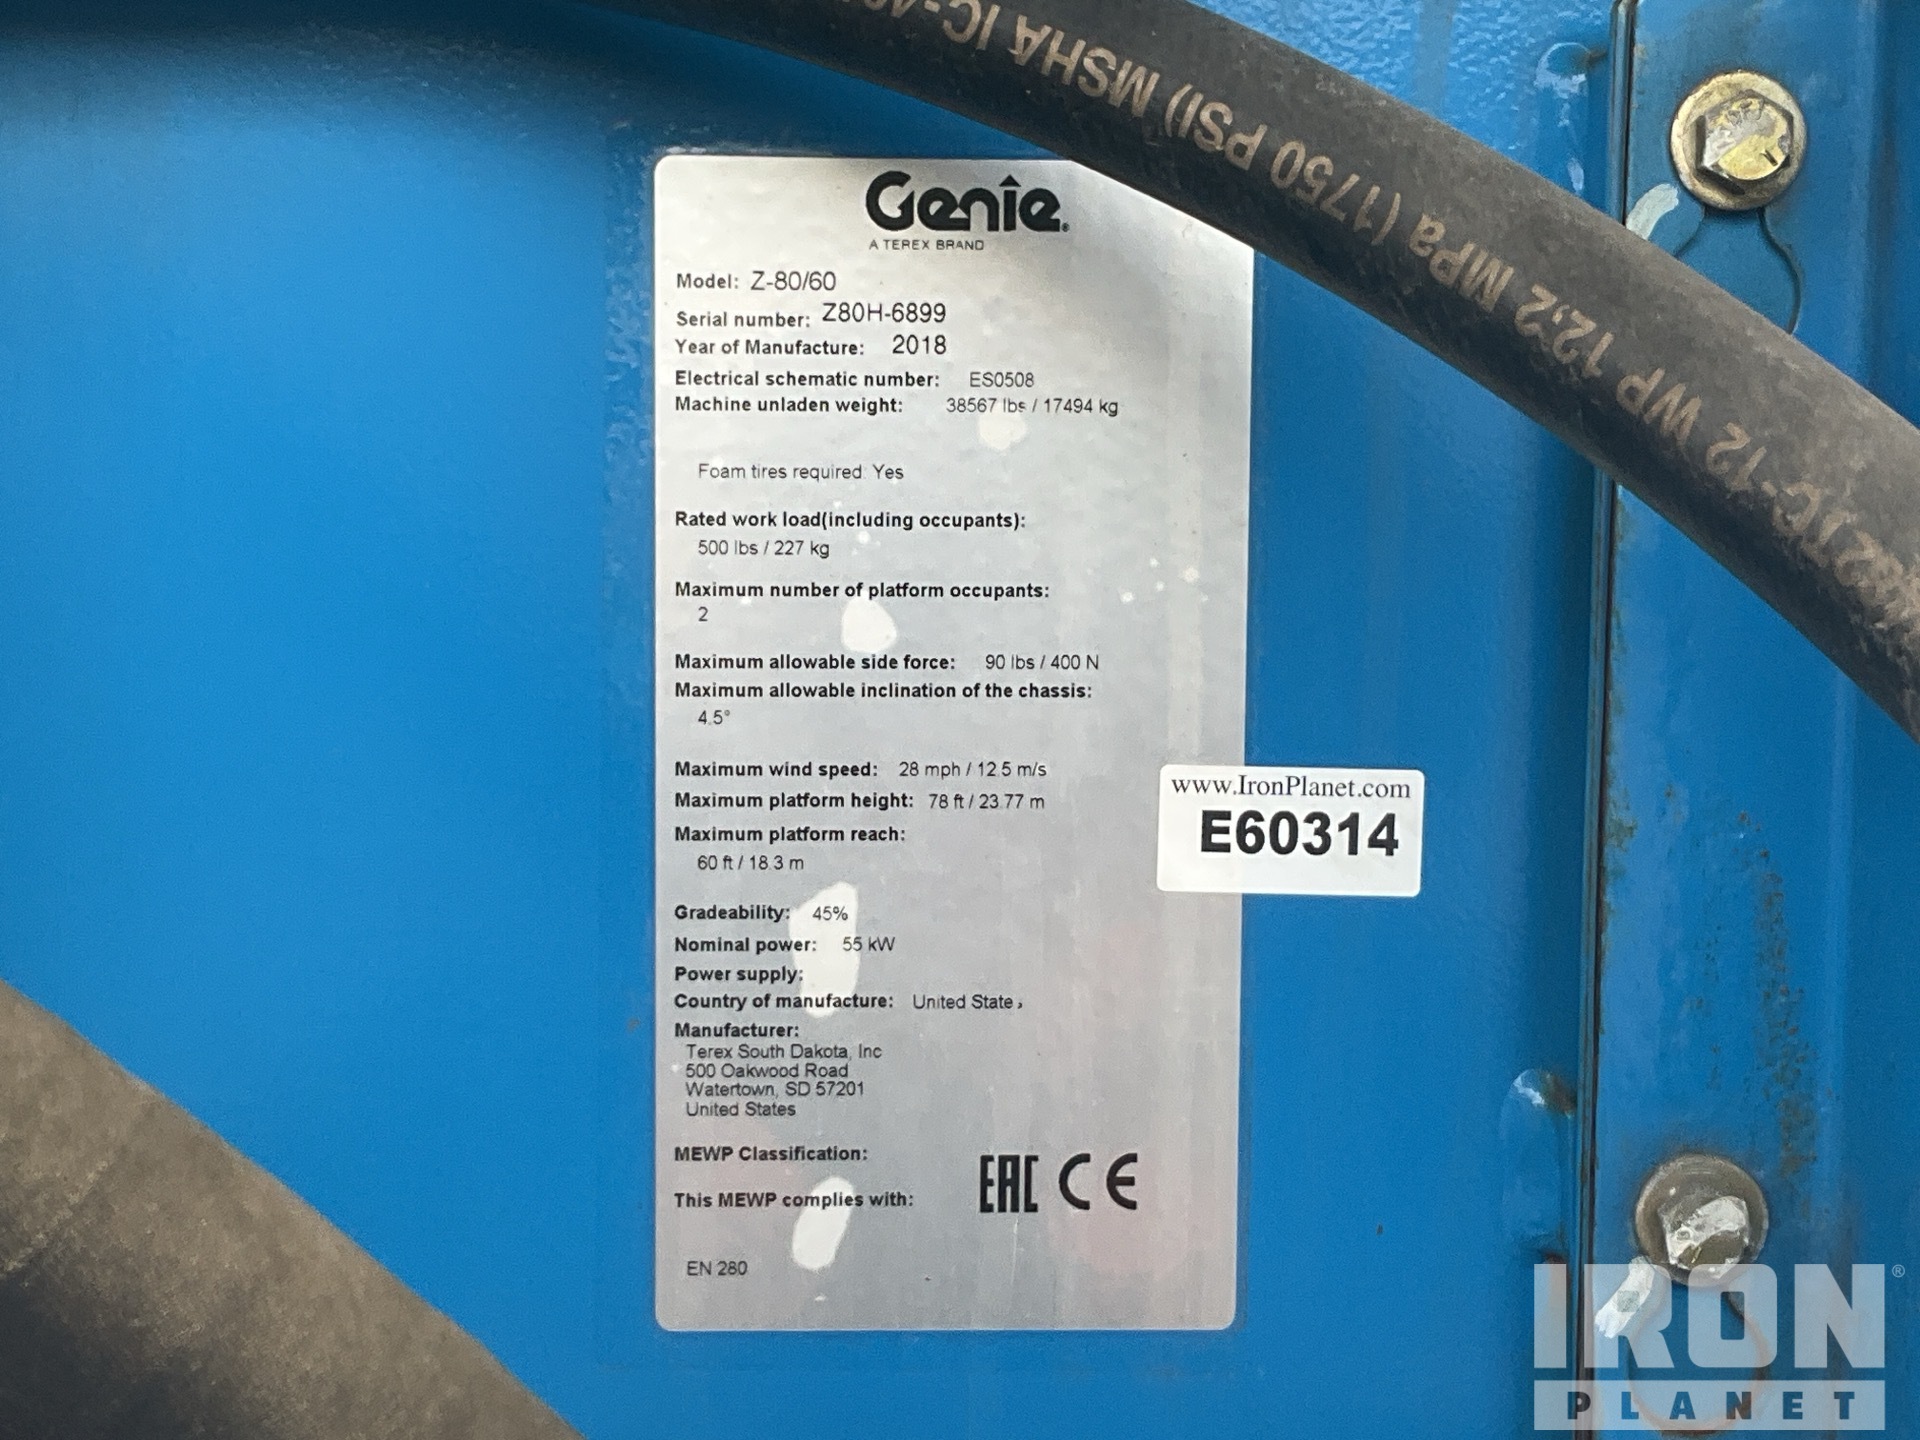 MSHA IC-40
12,2 MPa (1750 PSI)
-12 WP
Genie®
A TEREX BRAND
Model: Z-80/60
Serial number: Z80H-6899
Year of Manufacture: 2018
Electrical schematic number: ES0508
Machine unladen weight: 38567 lbs / 17494 kg
Foam tires required: Yes
Rated work load(including occupants):
500 lbs / 227 kg
Maximum number of platform occupants:
2
Maximum allowable side force: 90 lbs / 400 N
Maximum allowable inclination of the chassis:
4.5°
Maximum wind speed: 28 mph / 12.5 m/s
Maximum platform height: 78 ft / 23.77 m
Maximum platform reach:
60 ft / 18.3 m
Gradeability: 45%
Nominal power: 55 kW
Power supply:
Country of manufacture: United States
Manufacturer:
Terex South Dakota, Inc
500 Oakwood Road
Watertown, SD 57201
United States
MEWP Classification:
This MEWP complies with:
EAC CE
EN 280
www.IronPlanet.com
E60314
IRON®
PLANET